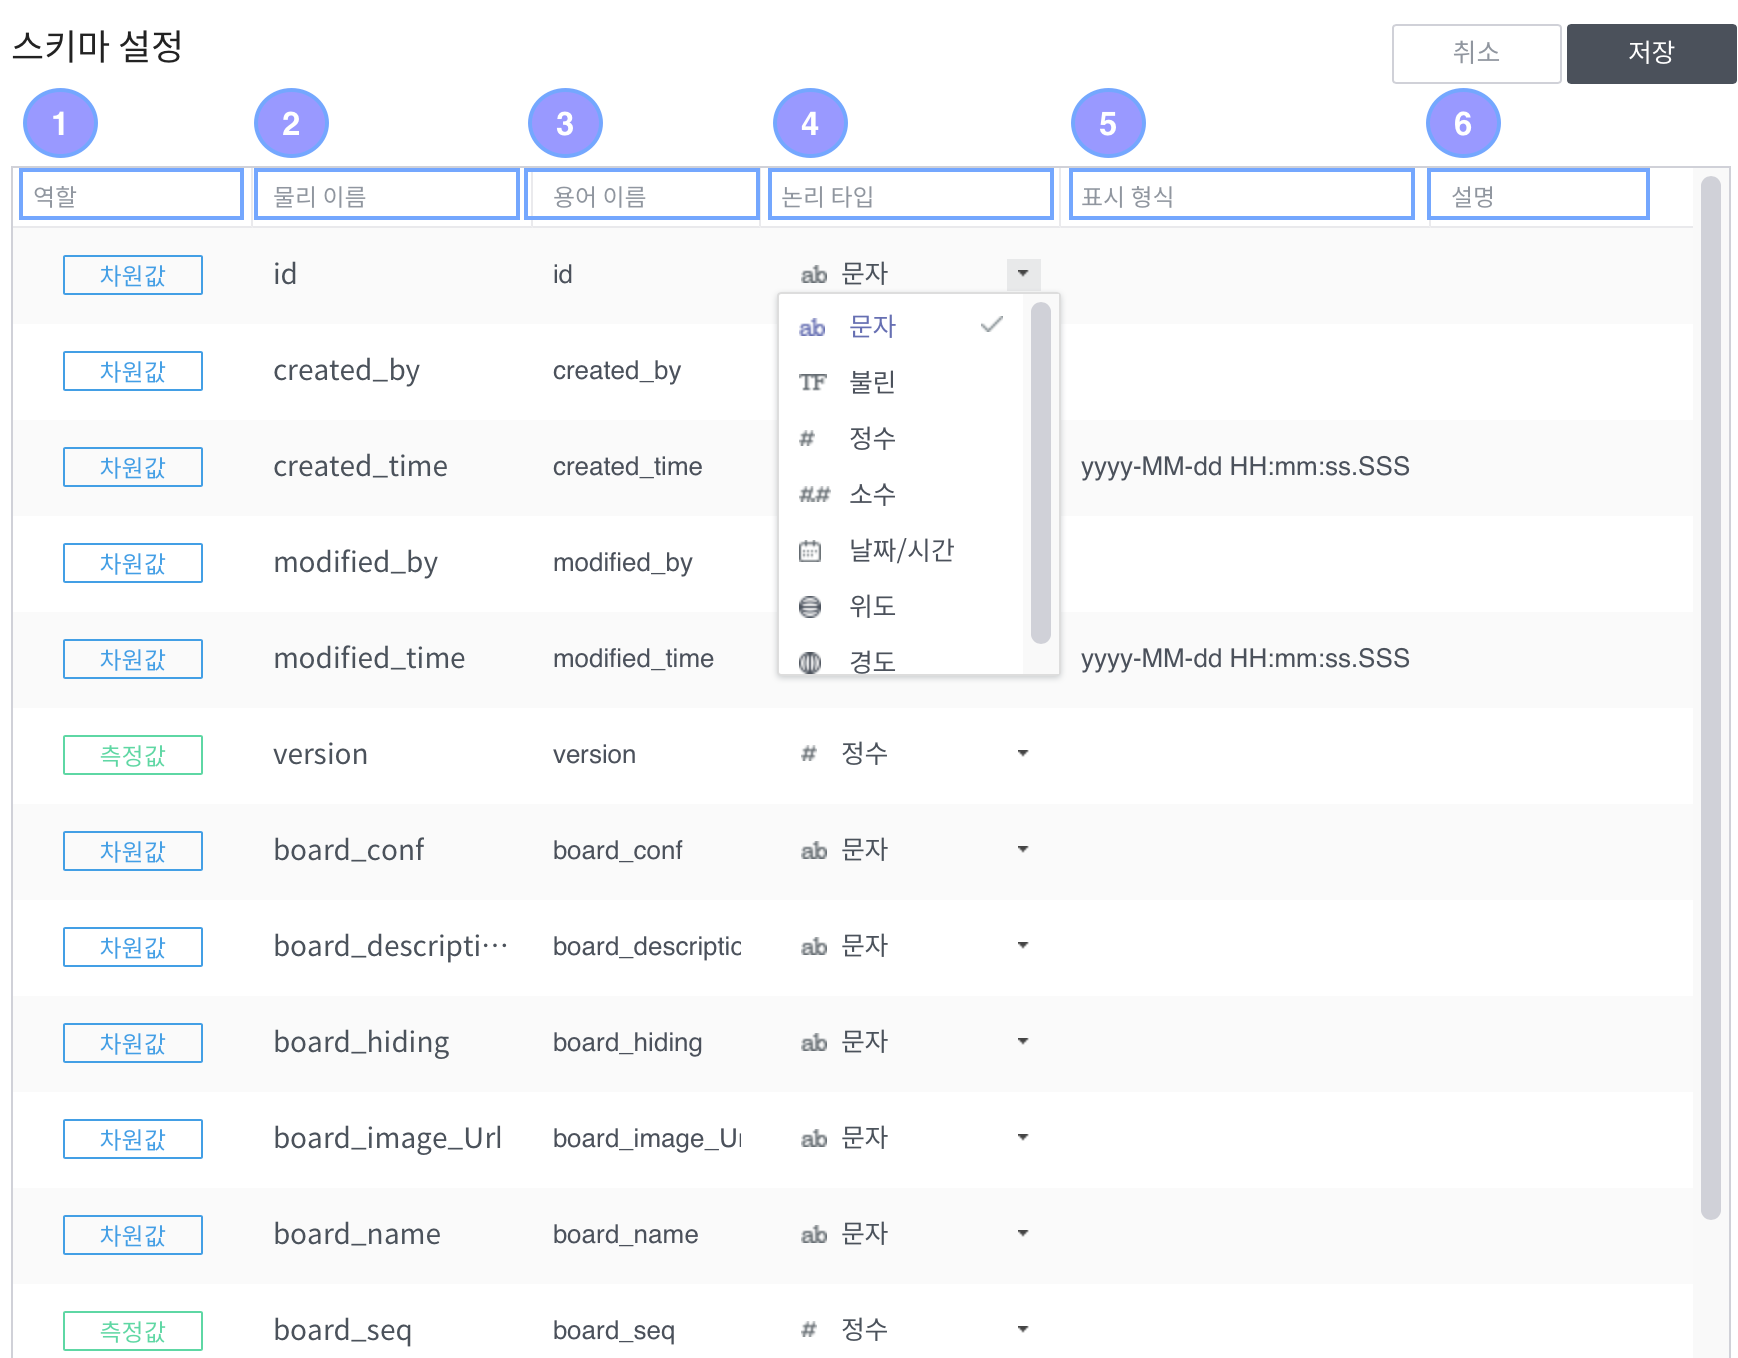 스키마 설정
취소 저장
1 2 3 4 5 6
역할 물리 이름 용어 이름 논리 타입 표시 형식 설명
차원값 id id ab 문자
ab 문자
차원값 created_by created_by
TF 불린
# 정수
차원값 created_time created_time yyyy-MM-dd HH:mm:ss.SSS
#.# 소수
날짜/시간
차원값 modified_by modified_by
위도
차원값 modified_time modified_time yyyy-MM-dd HH:mm:ss.SSS
경도
측정값 version version # 정수
차원값 board_conf board_conf ab 문자
차원값 board_descripti··· board_descriptic ab 문자
차원값 board_hiding board_hiding ab 문자
차원값 board_image_Url board_image_U ab 문자
차원값 board_name board_name ab 문자
측정값 board_seq board_seq # 정수